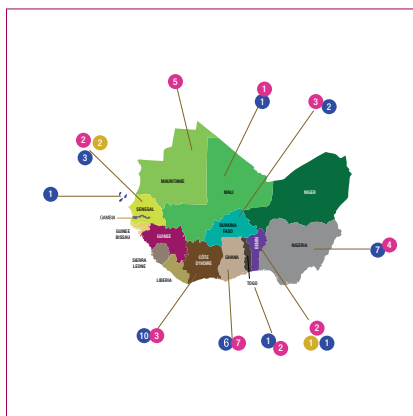 5
1
1
3
2
2
2
3
1
MAURITANIE
MALI
NIGER
SENEGAL
GAMBIA
GUINEE
BISSAU
GUINEE
BURKINA
FASO
BENIN
NIGERIA
7
4
SIERRA
LEONE
CÔTE
D'IVOIRE
GHANA
LIBERIA
TOGO
10
3
6
7
1
2
2
1
1